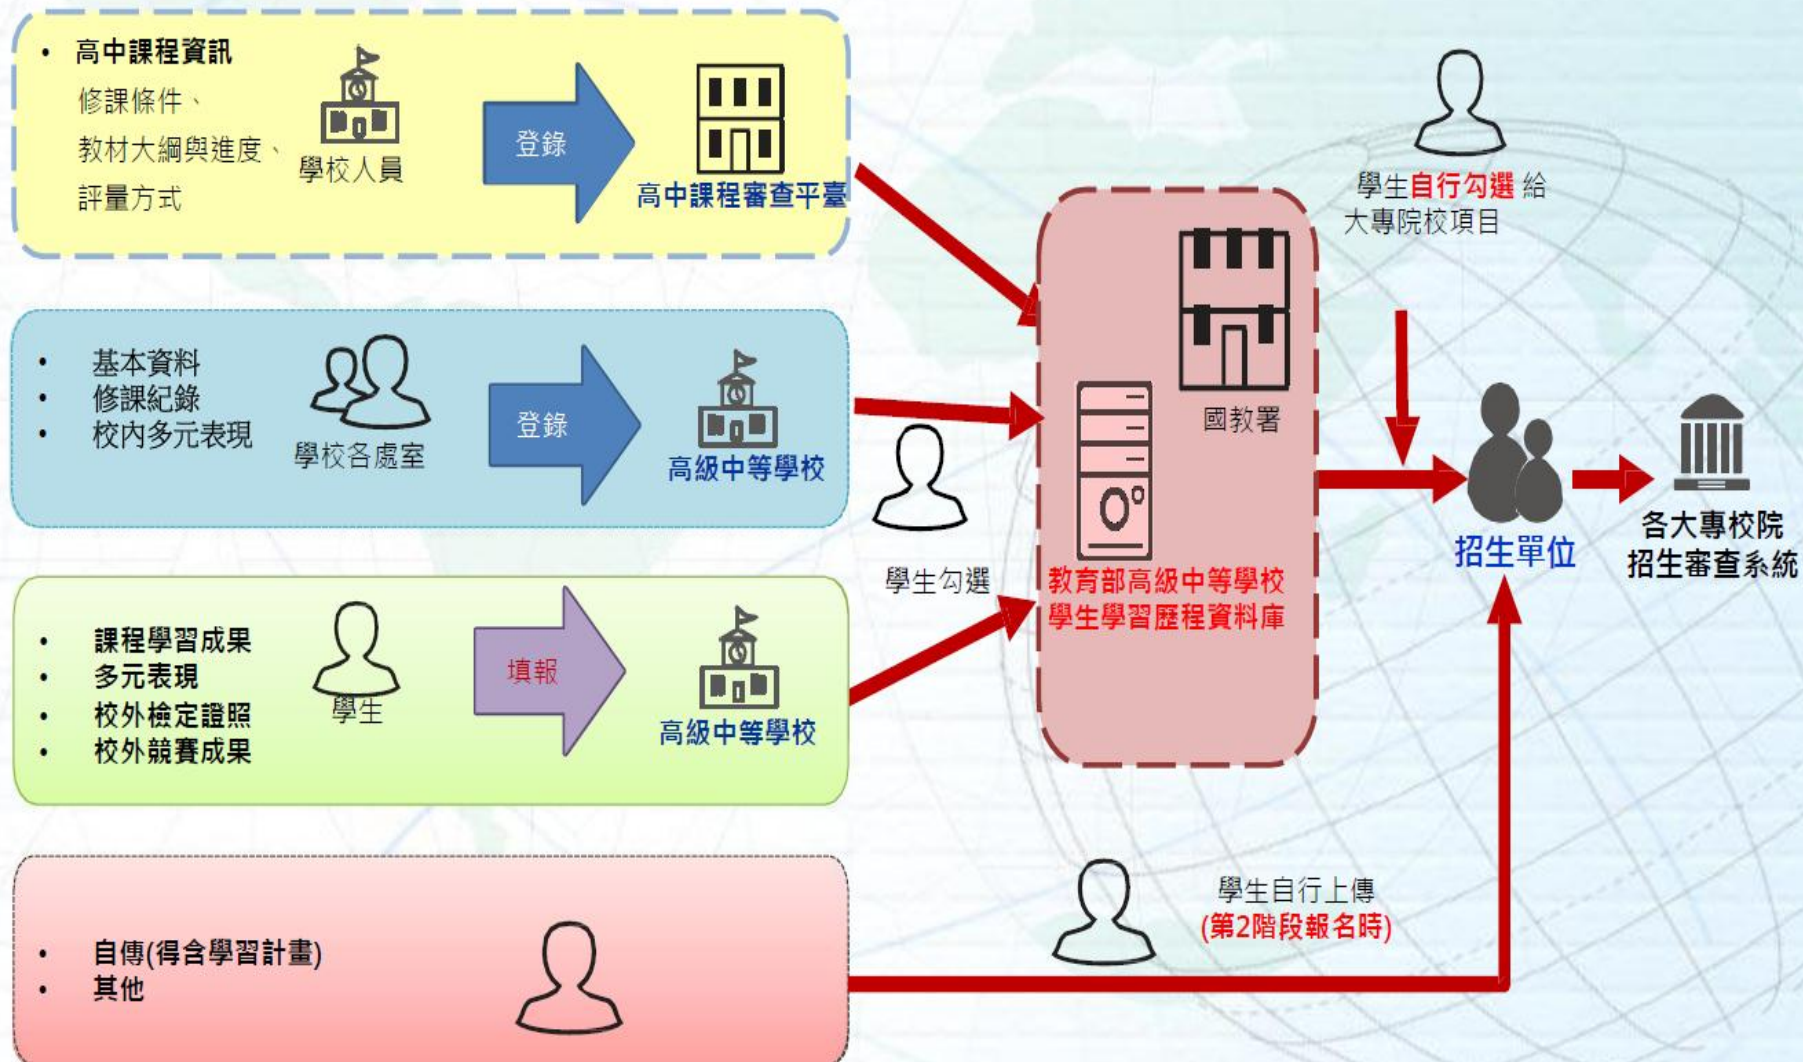 • 高中課程資訊
修課條件、
教材大綱與進度、
評量方式
學校人員
登錄
高中課程審查平臺
• 基本資料
• 修課紀錄
• 校內多元表現
學校各處室
登錄
高級中等學校
• 課程學習成果
• 多元表現
• 校外檢定證照
• 校外競賽成果
學生
填報
高級中等學校
學生勾選
• 自傳(得含學習計畫)
• 其他
國教署
教育部高級中等學校
學生學習歷程資料庫
學生自行勾選 給
大專院校項目
招生單位
各大專校院
招生審查系統
學生自行上傳
(第2階段報名時)